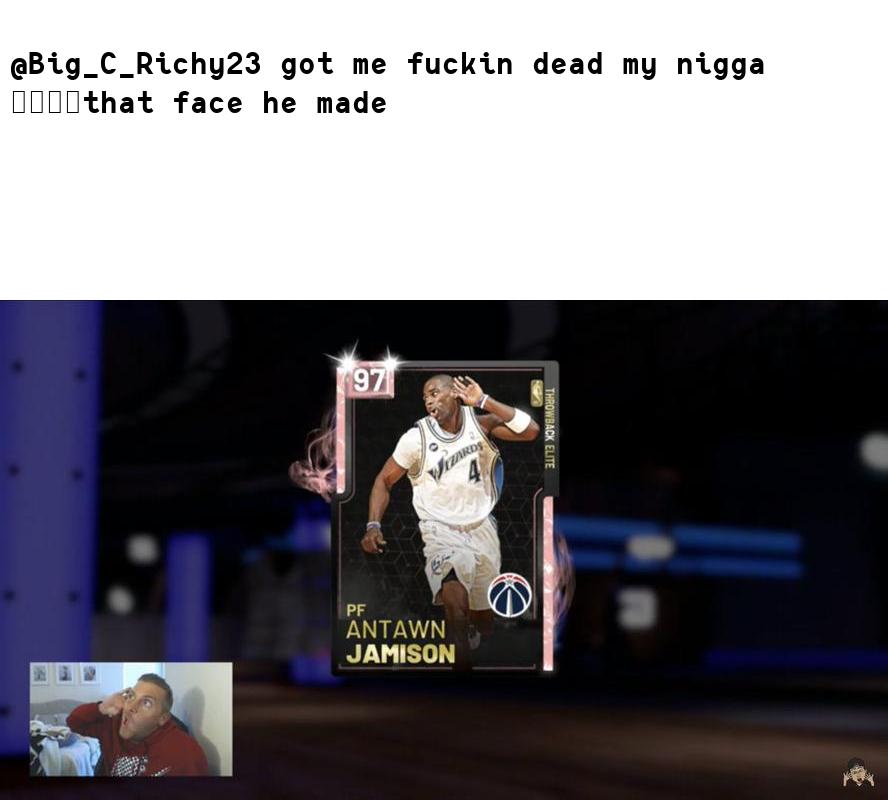 @Big_C_Richy23 got me fuckin dead my nigga
that face he made
97
THROWBACK ELITE
WIZARDS
4
PF
ANTAWN
JAMISON